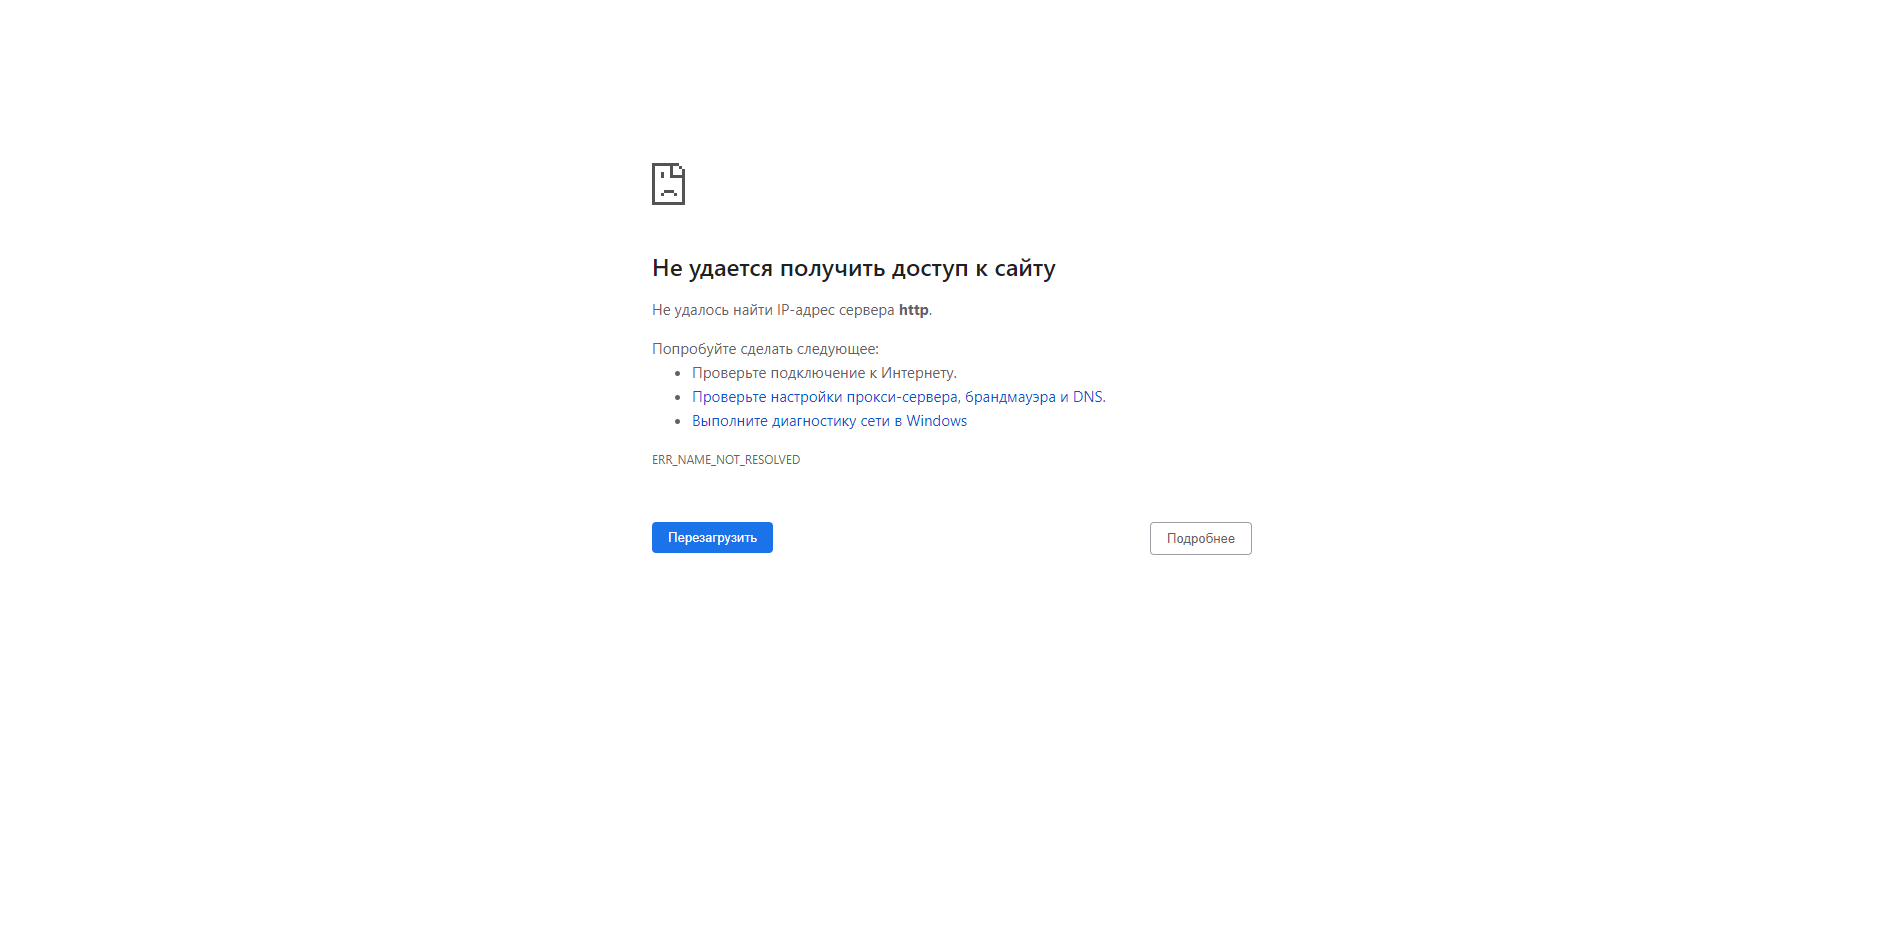 Не удается получить доступ к сайту
Не удалось найти IP-адрес сервера http.
Попробуйте сделать следующее:
• Проверьте подключение к Интернету.
• Проверьте настройки прокси-сервера, брандмауэра и DNS.
• Выполните диагностику сети в Windows
ERR_NAME_NOT_RESOLVED
Перезагрузить
Подробнее